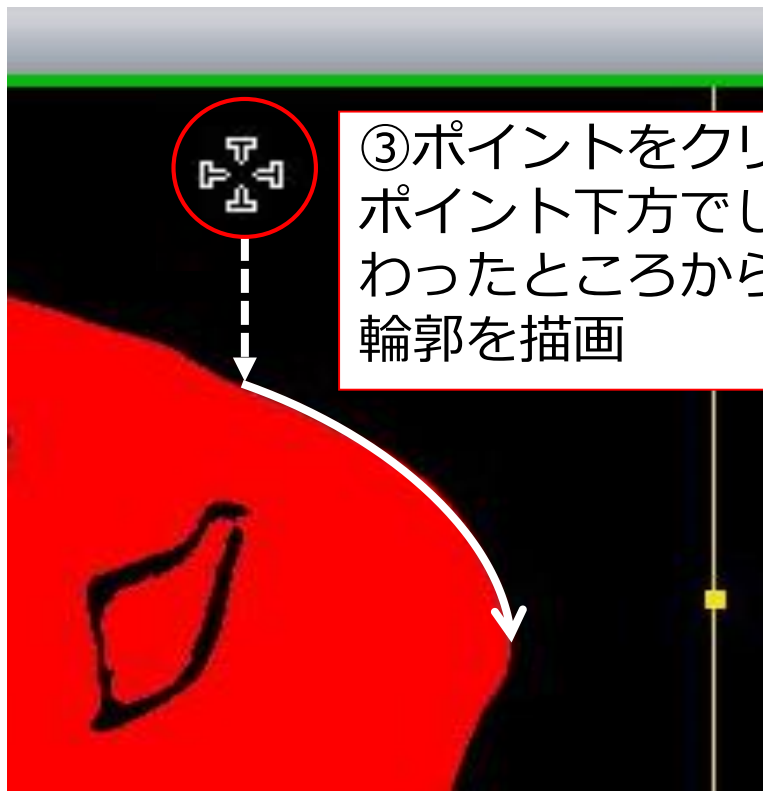 ③ポイントをクリ
ポイント下方でし
わったところから
輪郭を描画